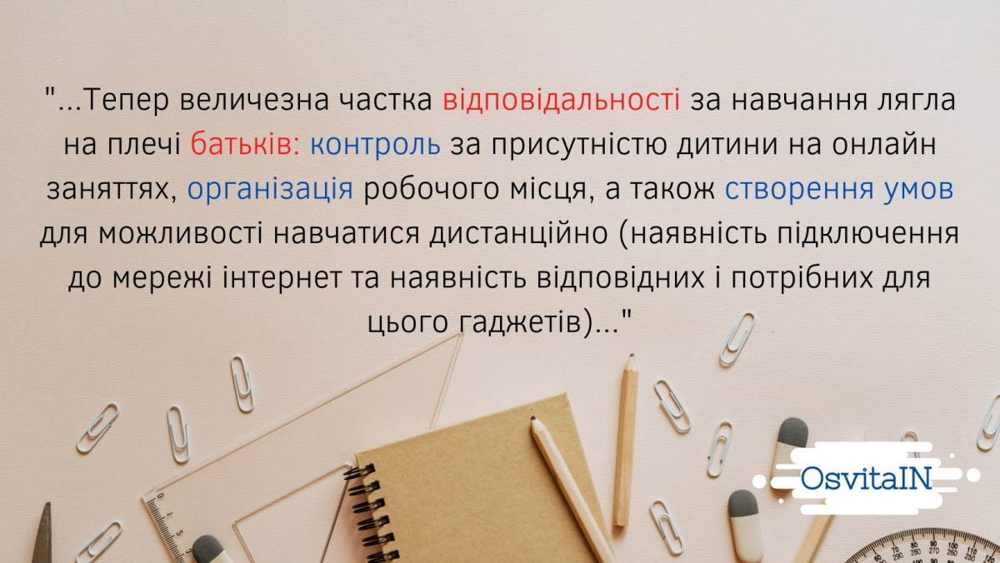 "...Тепер величезна частка відповідальності за навчання лягла
на плечі батьків: контроль за присутністю дитини на онлайн
заняттях, організація робочого місця, а також створення умов
для можливості навчатися дистанційно (наявність підключення
до мережі інтернет та наявність відповідних і потрібних для
цього гаджетів)..."
OsvitaIN